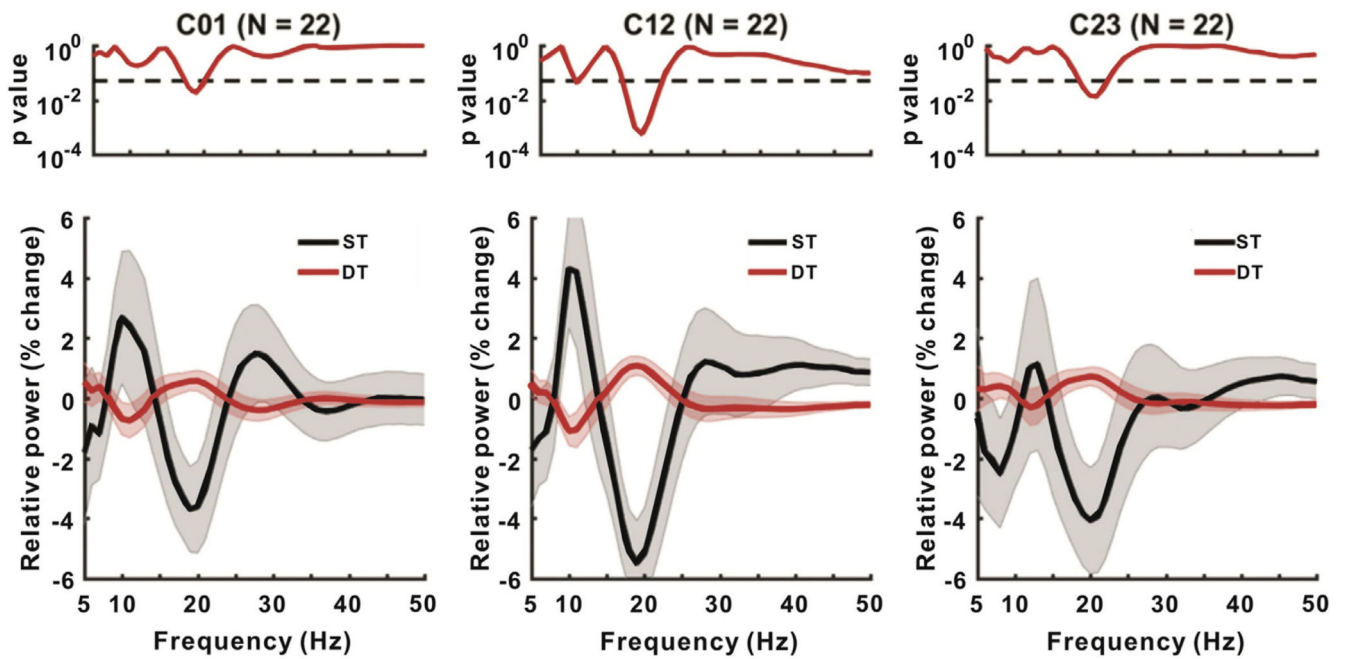 C01 (N = 22)
p value
10^0
10^-2
10^-4
Relative power (% change)
6
4
2
0
-2
-4
-6
ST
DT
5 10 20 30 40 50
Frequency (Hz)
C12 (N = 22)
p value
10^0
10^-2
10^-4
Relative power (% change)
6
4
2
0
-2
-4
-6
ST
DT
5 10 20 30 40 50
Frequency (Hz)
C23 (N = 22)
p value
10^0
10^-2
10^-4
Relative power (% change)
6
4
2
0
-2
-4
-6
ST
DT
5 10 20 30 40 50
Frequency (Hz)